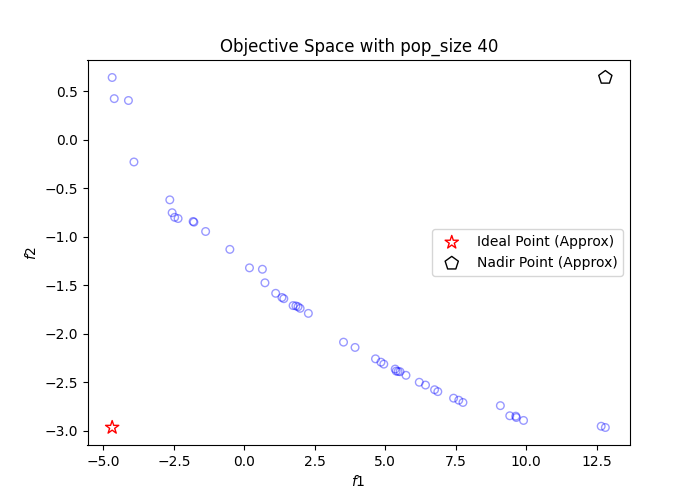 Objective Space with pop_size 40
0.5
0.0
−0.5
−1.0
−1.5
−2.0
−2.5
−3.0
f2
Ideal Point (Approx)
Nadir Point (Approx)
−5.0 −2.5 0.0 2.5 5.0 7.5 10.0 12.5
f1